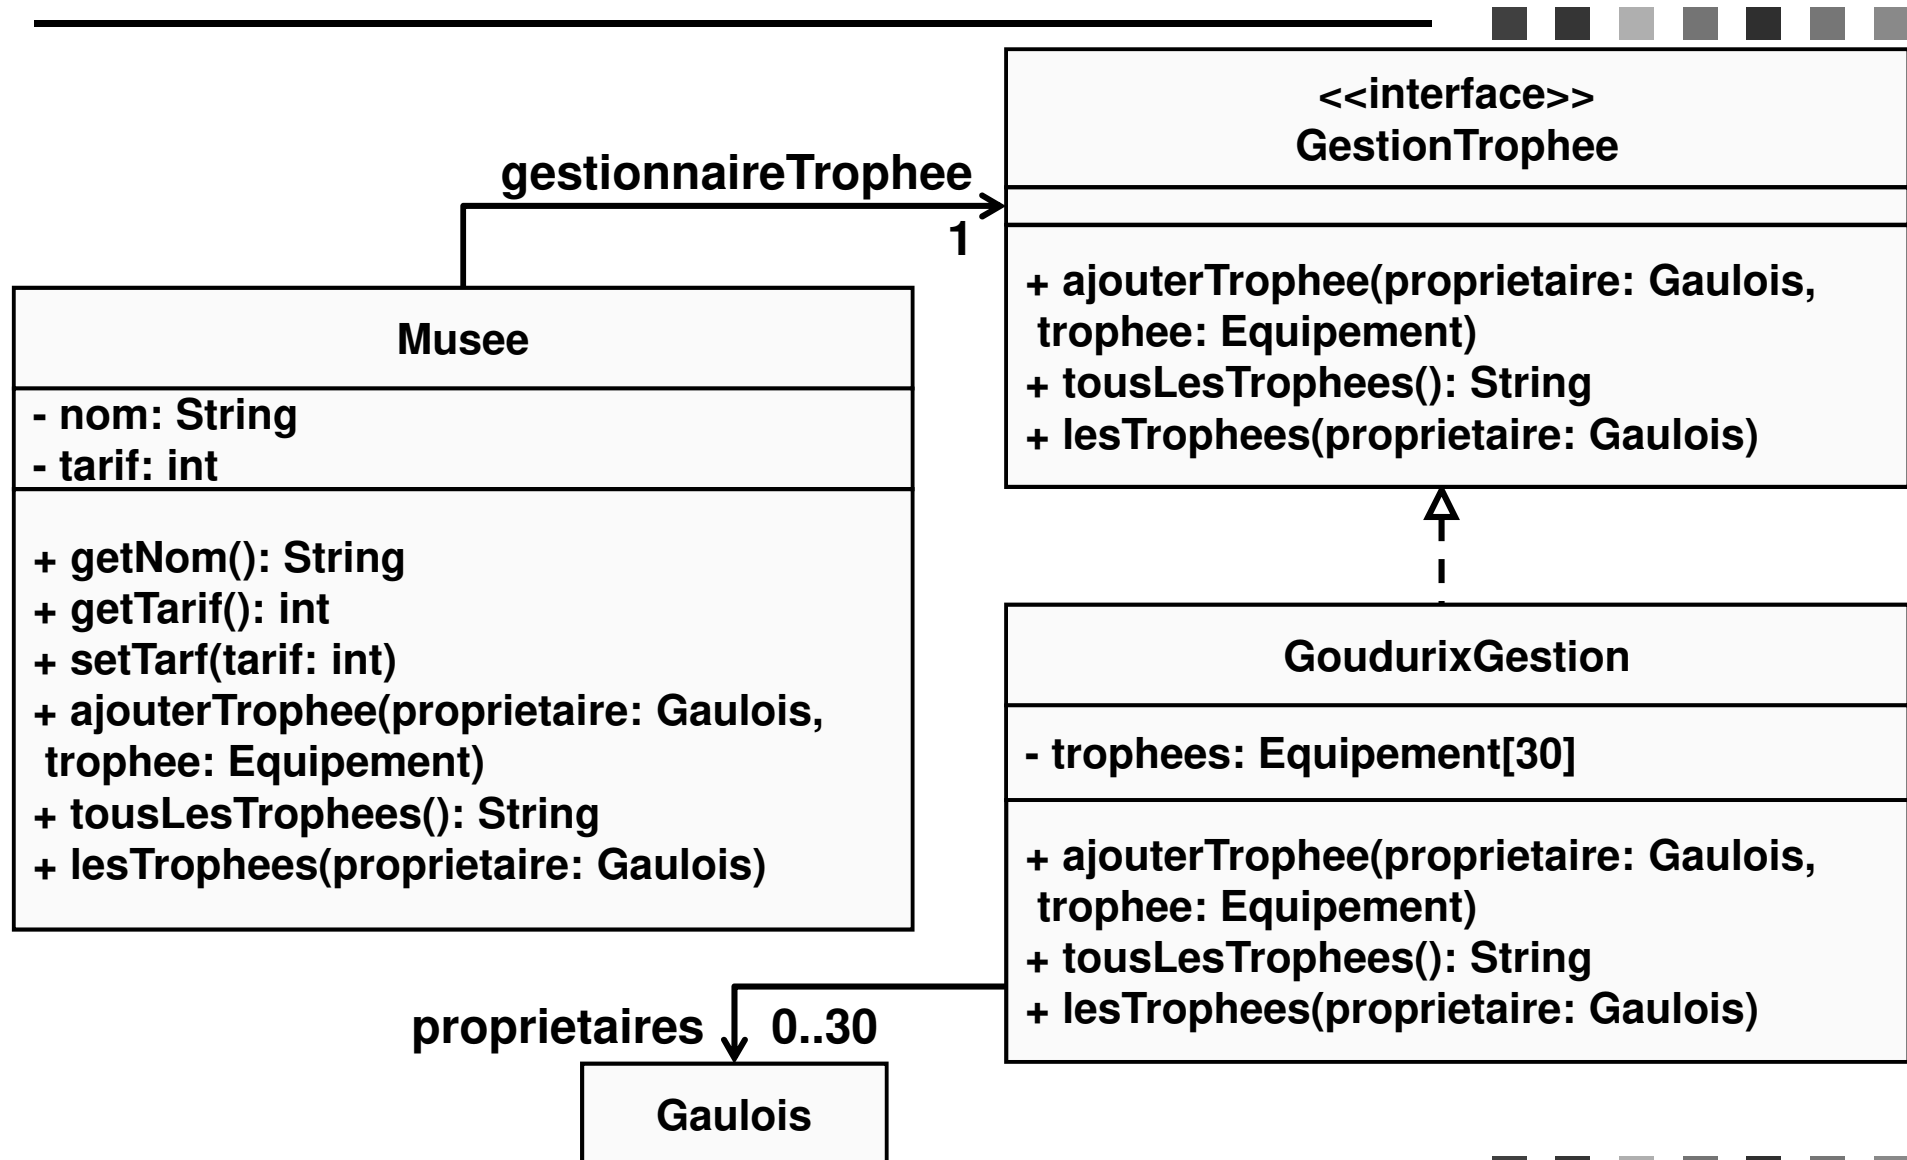 <<interface>>
GestionTrophee
+ ajouterTrophee(proprietaire: Gaulois,
trophee: Equipement)
+ tousLesTrophees(): String
+ lesTrophees(proprietaire: Gaulois)
gestionnaireTrophee
1
Musee
- nom: String
- tarif: int
+ getNom(): String
+ getTarif(): int
+ setTarf(tarif: int)
+ ajouterTrophee(proprietaire: Gaulois,
trophee: Equipement)
+ tousLesTrophees(): String
+ lesTrophees(proprietaire: Gaulois)
GoudurixGestion
- trophees: Equipement[30]
+ ajouterTrophee(proprietaire: Gaulois,
trophee: Equipement)
+ tousLesTrophees(): String
+ lesTrophees(proprietaire: Gaulois)
proprietaires 0..30
Gaulois